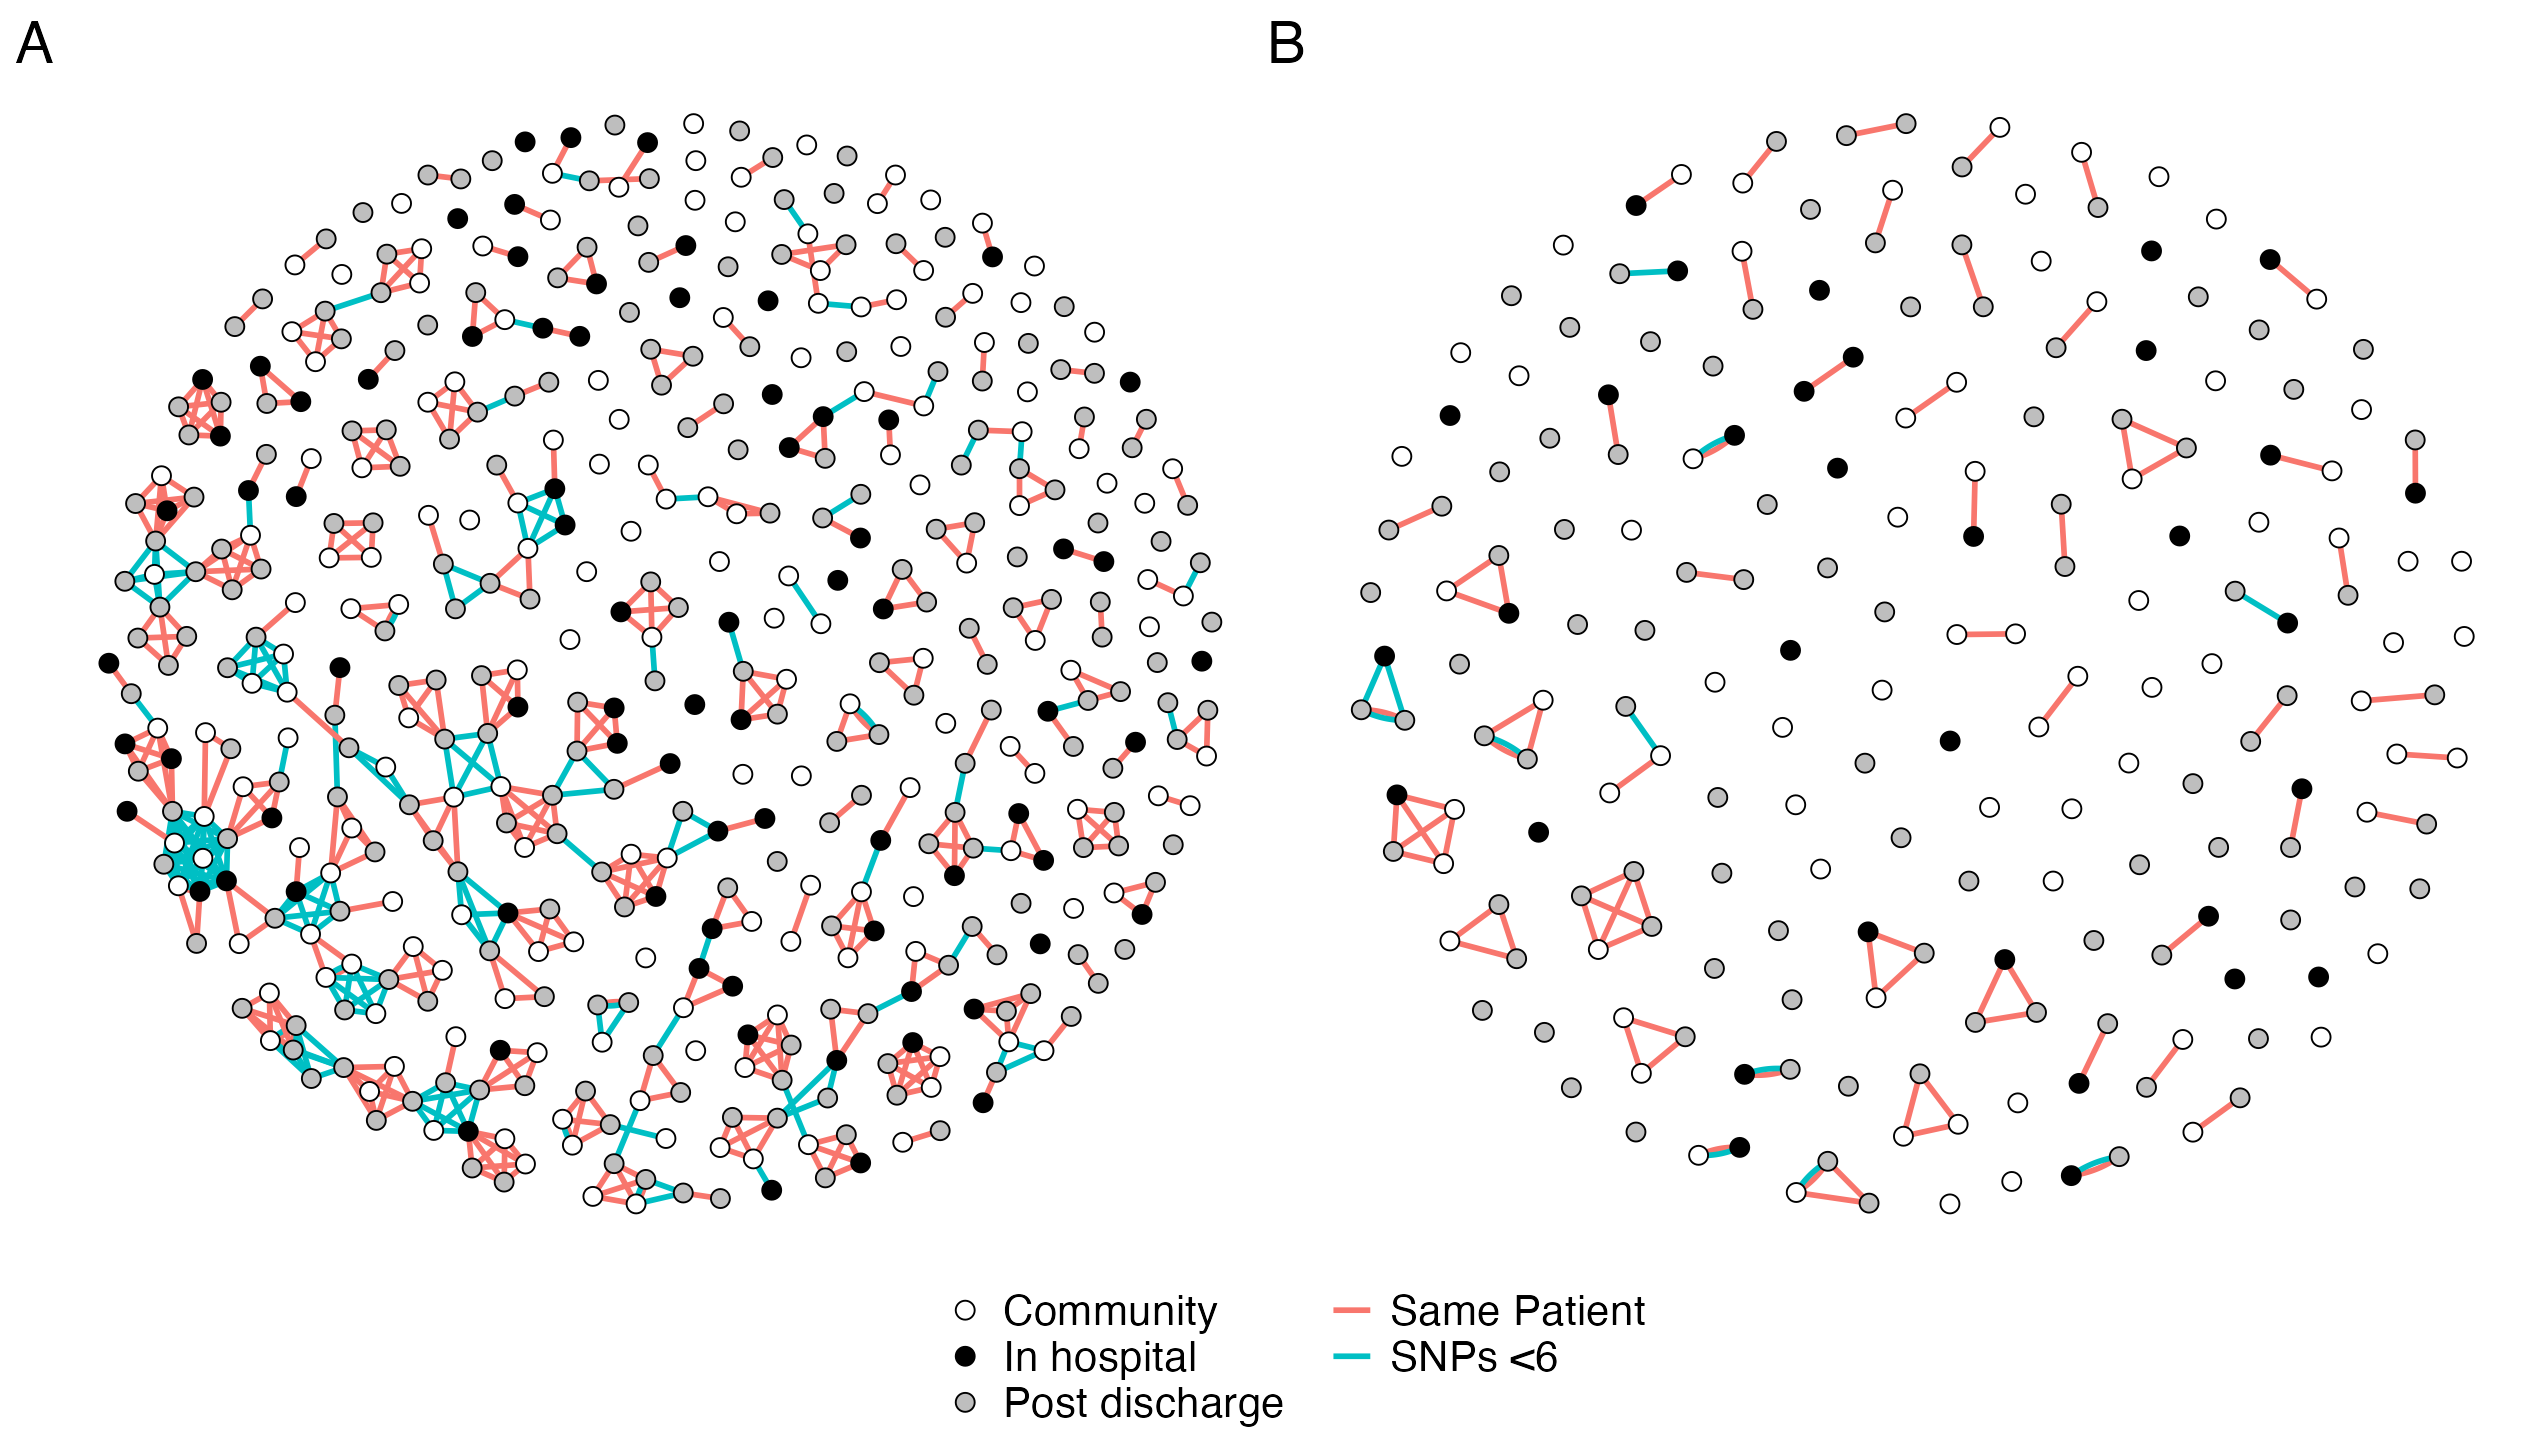 A
B
Community
In hospital
Post discharge
Same Patient
SNPs <6